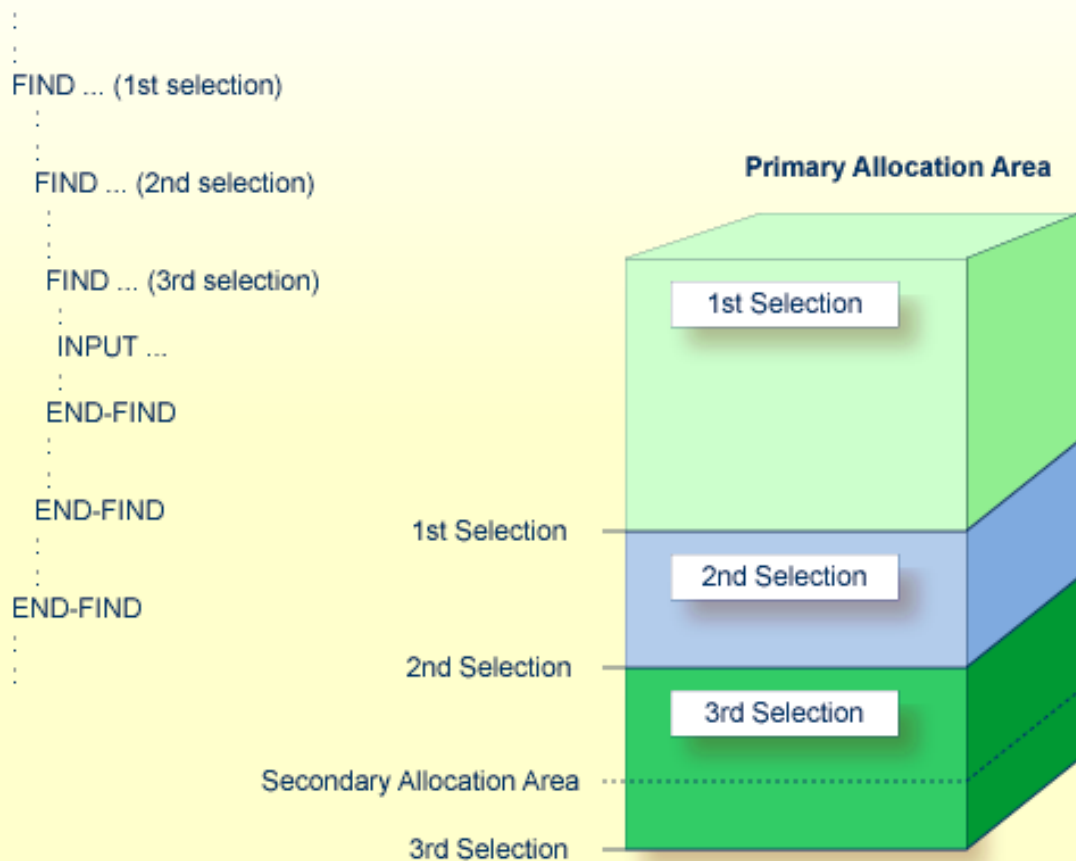 :
:
FIND ... (1st selection)
:
:
FIND ... (2nd selection)
:
:
FIND ... (3rd selection)
:
INPUT ...
:
END-FIND
:
:
END-FIND
:
:
END-FIND
:
:
Primary Allocation Area
1st Selection
1st Selection
2nd Selection
2nd Selection
3rd Selection
Secondary Allocation Area
3rd Selection